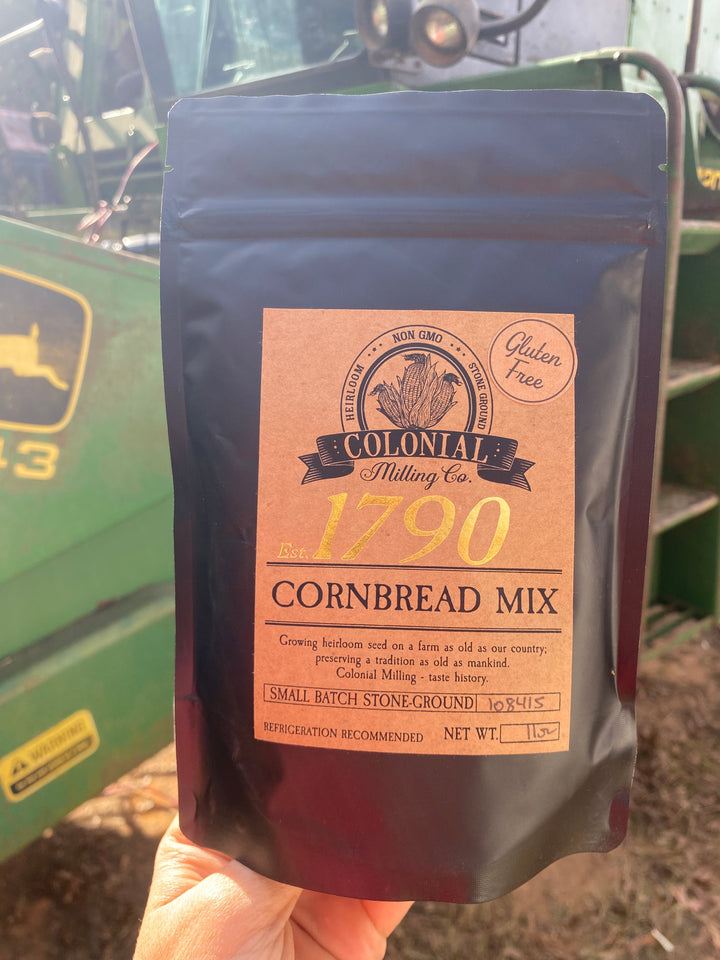 HEIRLOOM
NON GMO
STONE GROUND
Gluten
Free
COLONIAL
Milling Co.
Est. 1790
CORNBREAD MIX
Growing heirloom seed on a farm as old as our country;
preserving a tradition as old as mankind.
Colonial Milling - taste history.
SMALL BATCH STONE-GROUND 108415
REFRIGERATION RECOMMENDED NET WT. 11oz
43
WARNING